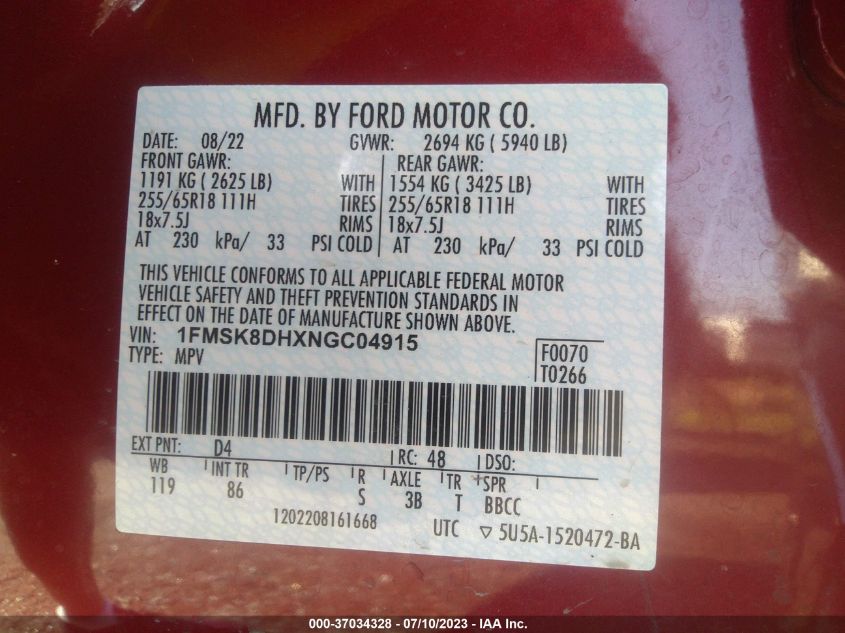 MFD. BY FORD MOTOR CO.
DATE: 08/22 GVWR: 2694 KG ( 5940 LB)
FRONT GAWR: REAR GAWR:
1191 KG ( 2625 LB) WITH 1554 KG ( 3425 LB) WITH
255/65R18 111H TIRES 255/65R18 111H TIRES
18x7.5J RIMS 18x7.5J RIMS
AT 230 kPa/ 33 PSI COLD AT 230 kPa/ 33 PSI COLD
THIS VEHICLE CONFORMS TO ALL APPLICABLE FEDERAL MOTOR
VEHICLE SAFETY AND THEFT PREVENTION STANDARDS IN
EFFECT ON THE DATE OF MANUFACTURE SHOWN ABOVE.
VIN: 1FMSK8DHXNGC04915
TYPE: MPV
F0070
T0266
EXT PNT: D4 RC: 48 DSO:
WB INT TR TP/PS R AXLE TR SPR
119 86 S 3B T BBCC
1202208161668 UTC ▽ 5U5A-1520472-BA
000-37034328 - 07/10/2023 - IAA Inc.